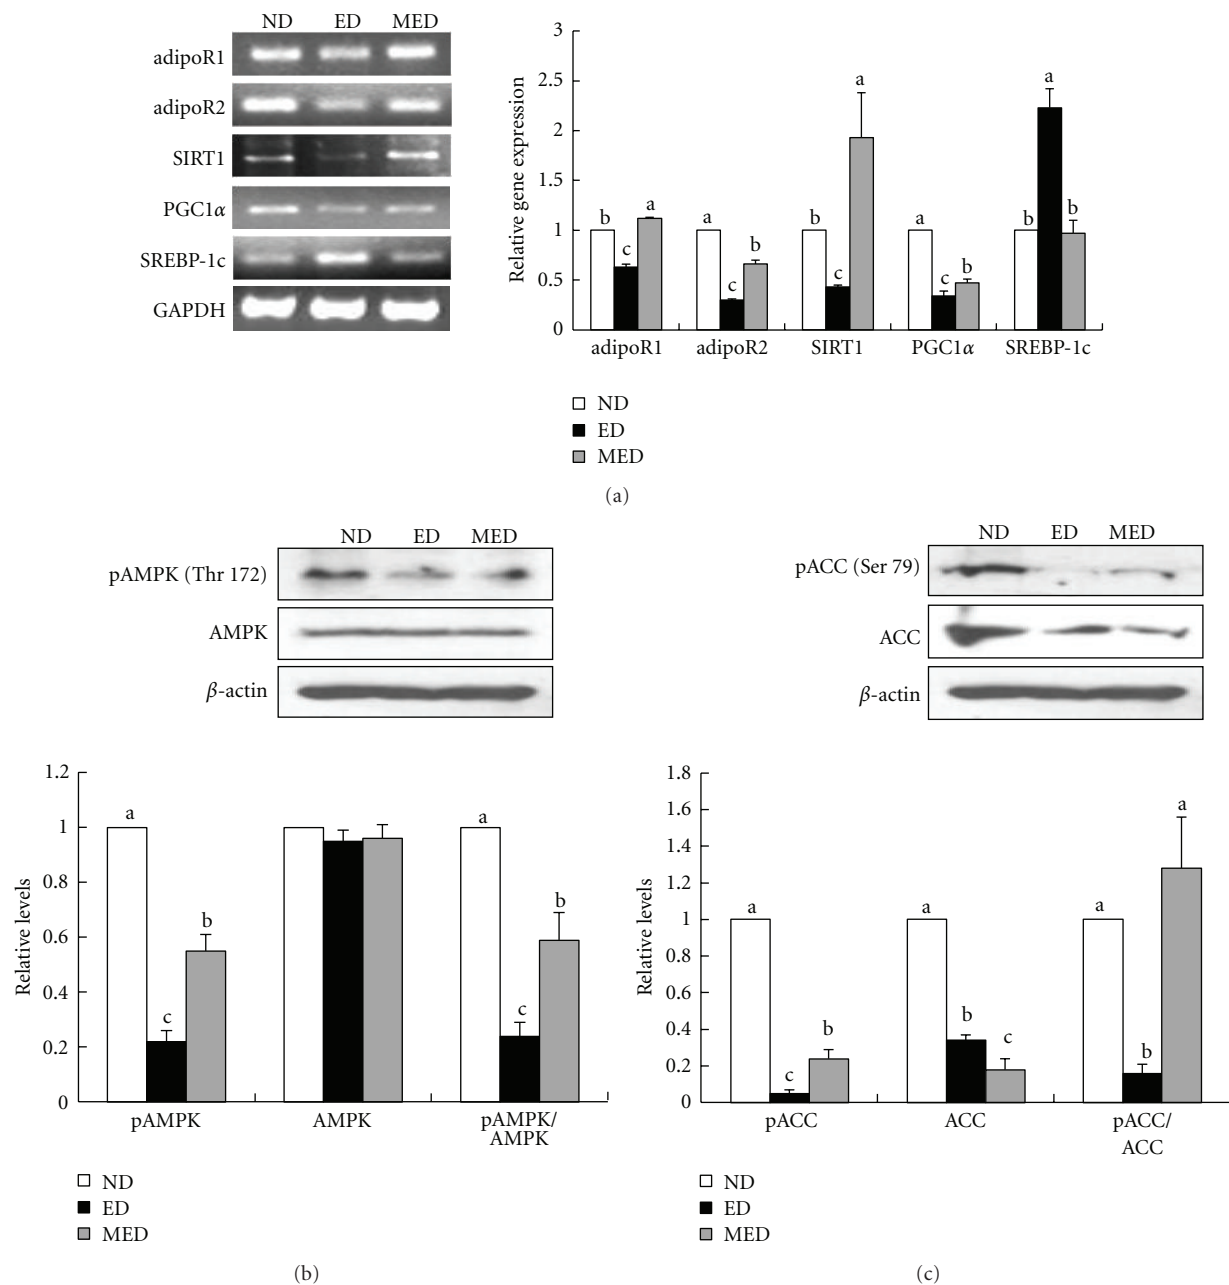 ND ED MED
adipoR1
adipoR2
SIRT1
PGC1α
SREBP-1c
GAPDH
Relative gene expression
3
2.5
2
1.5
1
0.5
0
b c a
a c b
b c a
a c b
b a b
adipoR1 adipoR2 SIRT1 PGC1α SREBP-1c
ND
ED
MED
(a)
ND ED MED
pAMPK (Thr 172)
AMPK
β-actin
Relative levels
1.2
1
0.8
0.6
0.4
0.2
0
a c b
a c b
pAMPK AMPK pAMPK/
AMPK
ND
ED
MED
(b)
ND ED MED
pACC (Ser 79)
ACC
β-actin
Relative levels
1.8
1.6
1.4
1.2
1
0.8
0.6
0.4
0.2
0
a c b
a b c
a b a
pACC ACC pACC/
ACC
ND
ED
MED
(c)